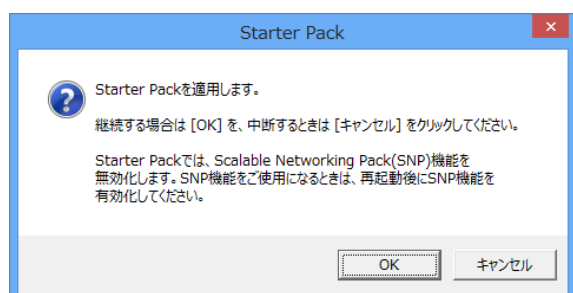 Starter Pack
×
Starter Packを適用します。
継続する場合は [OK] を、中断するときは [キャンセル] をクリックしてください。
Starter Packでは、Scalable Networking Pack(SNP)機能を
無効化します。SNP機能をご使用になるときは、再起動後にSNP機能を
有効化してください。
OK
キャンセル